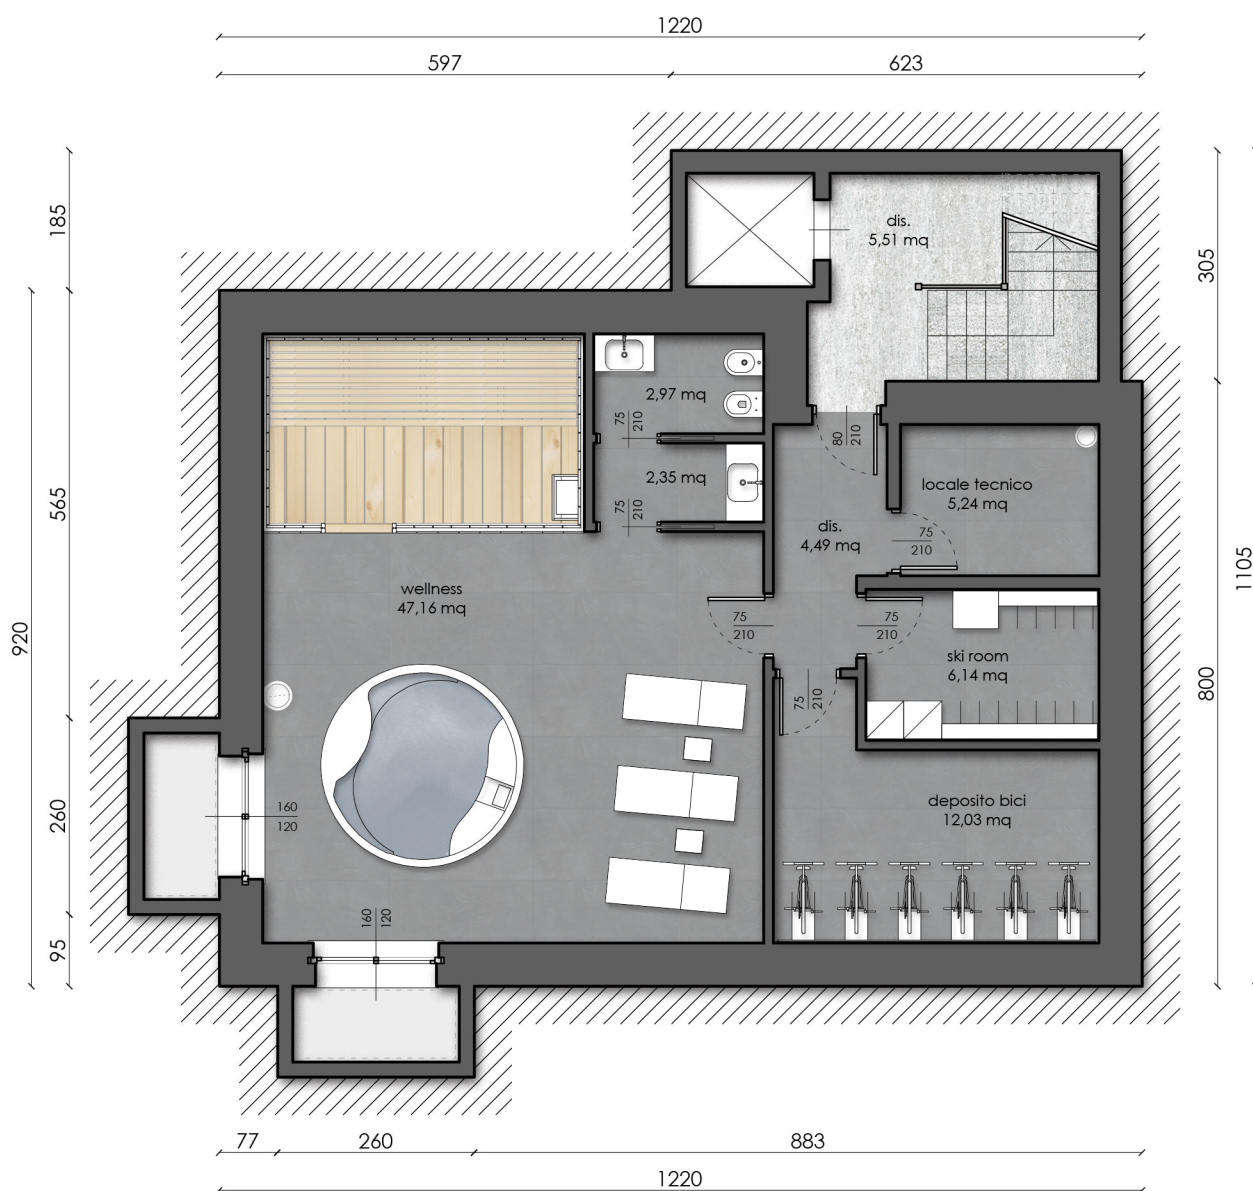 1220
597
623
185
305
dis.
5,51 mq
2,97 mq
75
210
80
210
2,35 mq
locale tecnico
5,24 mq
565
75
210
dis.
4,49 mq
75
210
1105
wellness
47,16 mq
920
75
210
75
210
ski room
6,14 mq
75
210
800
260
160
120
deposito bici
12,03 mq
160
120
95
77
260
883
1220